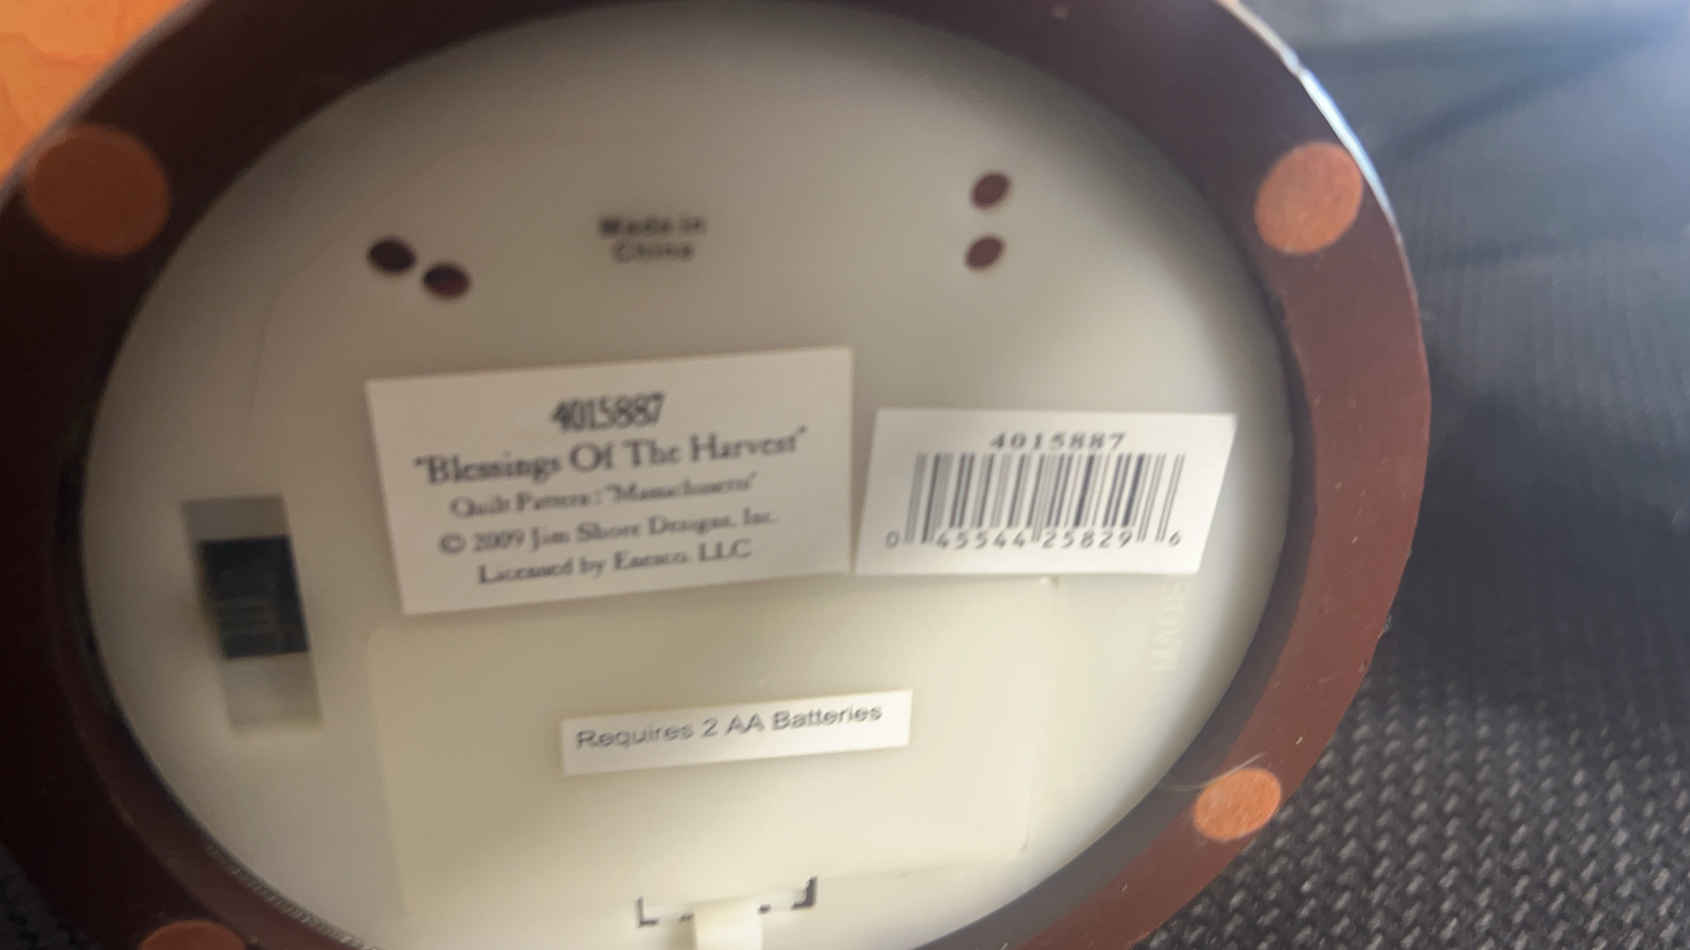 Made in
China
4015887
"Blessings Of The Harvest"
Quilt Pattern: "Massachusetts"
© 2009 Jim Shore Designs, Inc.
Licensed by Enesco, LLC
4015887
0 45544 25829 6
Requires 2 AA Batteries